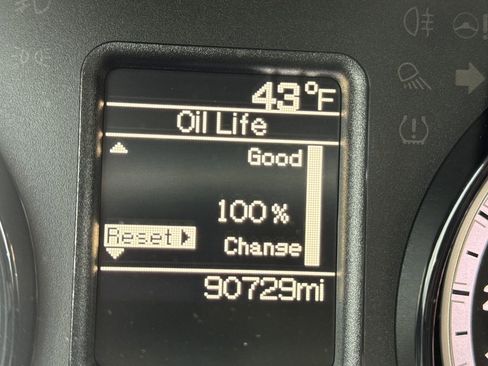 43°F
Oil Life
Good
100%
Reset
Change
90729mi